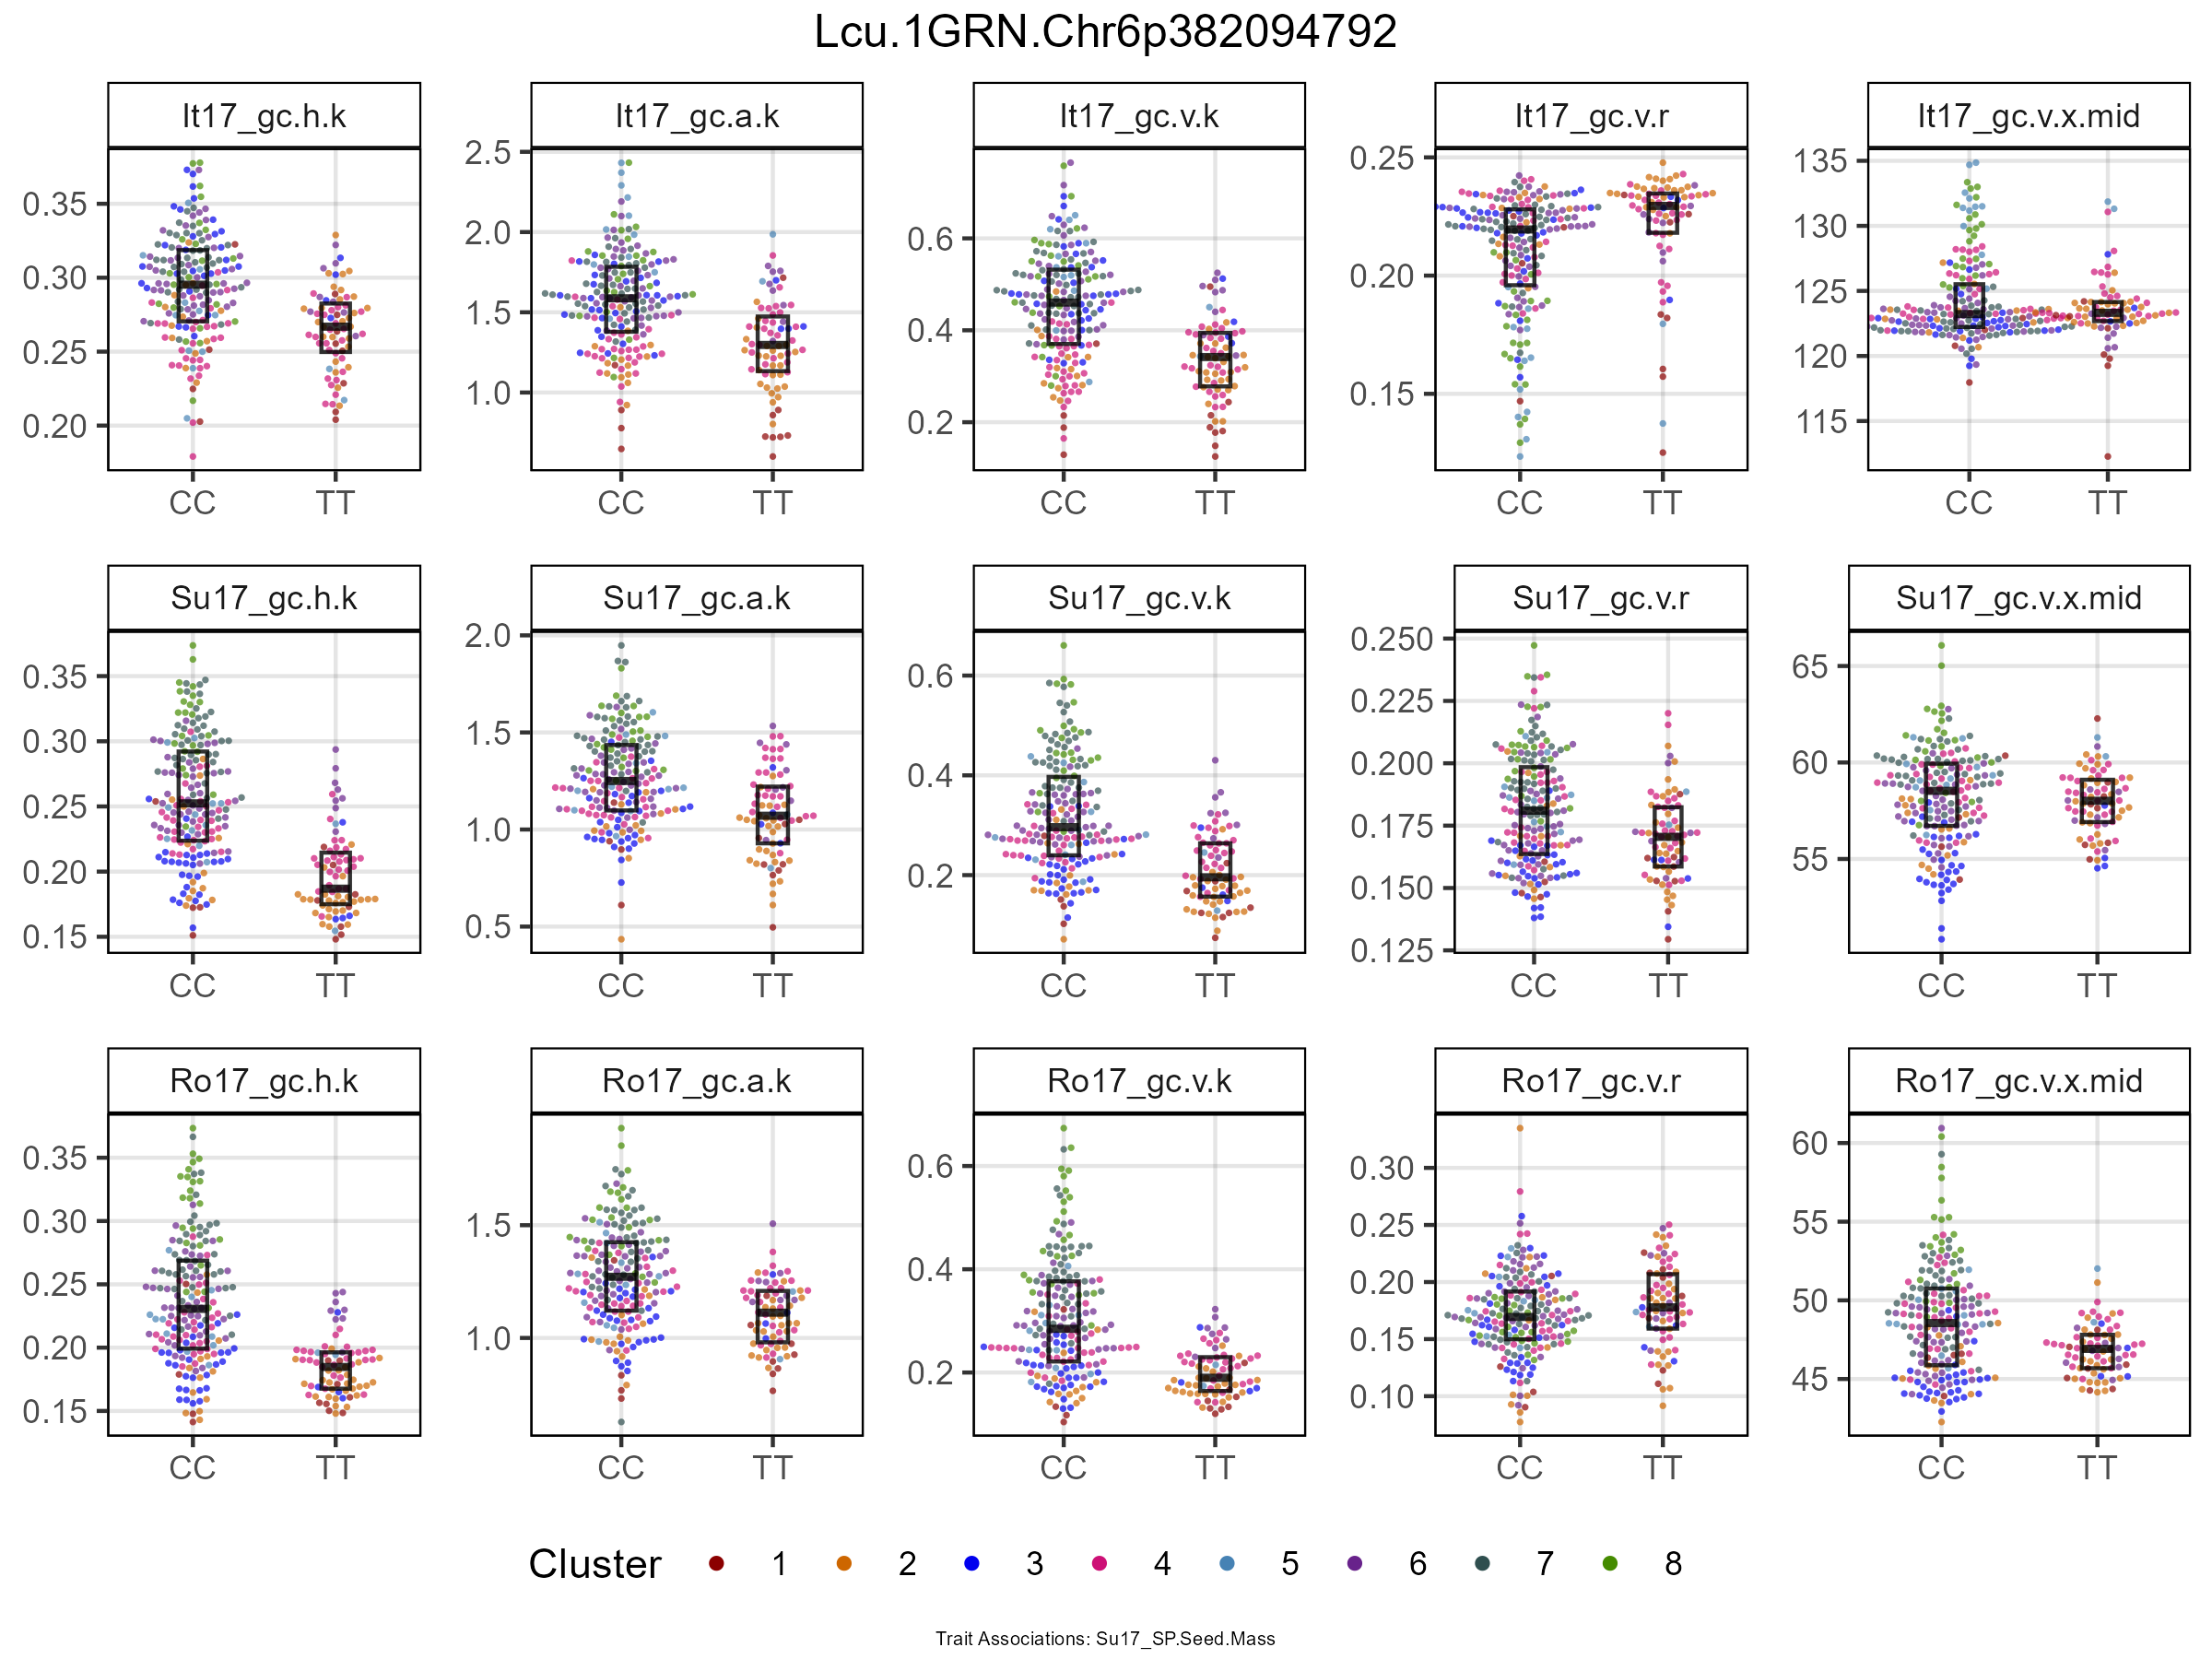 Lcu.1GRN.Chr6p382094792
It17_gc.h.k
It17_gc.a.k
It17_gc.v.k
It17_gc.v.r
It17_gc.v.x.mid
0.35
0.30
0.25
0.20
2.5
2.0
1.5
1.0
0.6
0.4
0.2
0.25
0.20
0.15
135
130
125
120
115
CC TT
CC TT
CC TT
CC TT
CC TT
Su17_gc.h.k
Su17_gc.a.k
Su17_gc.v.k
Su17_gc.v.r
Su17_gc.v.x.mid
0.35
0.30
0.25
0.20
0.15
2.0
1.5
1.0
0.5
0.6
0.4
0.2
0.250
0.225
0.200
0.175
0.150
0.125
65
60
55
CC TT
CC TT
CC TT
CC TT
CC TT
Ro17_gc.h.k
Ro17_gc.a.k
Ro17_gc.v.k
Ro17_gc.v.r
Ro17_gc.v.x.mid
0.35
0.30
0.25
0.20
0.15
1.5
1.0
0.6
0.4
0.2
0.30
0.25
0.20
0.15
0.10
60
55
50
45
CC TT
CC TT
CC TT
CC TT
CC TT
Cluster 1 2 3 4 5 6 7 8
Trait Associations: Su17_SP.Seed.Mass